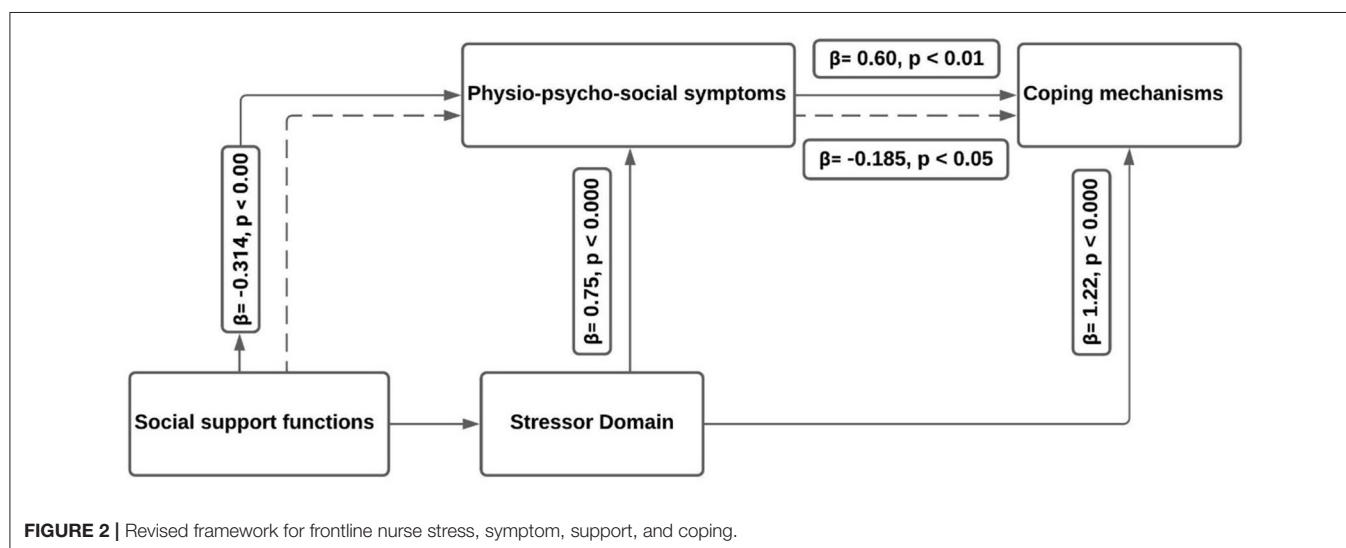 β= 0.60, p < 0.01
Physio-psycho-social symptoms
Coping mechanisms
β= -0.185, p < 0.05
β= -0.314, p < 0.00
β= 0.75, p < 0.000
β= 1.22, p < 0.000
Social support functions
Stressor Domain
FIGURE 2 | Revised framework for frontline nurse stress, symptom, support, and coping.